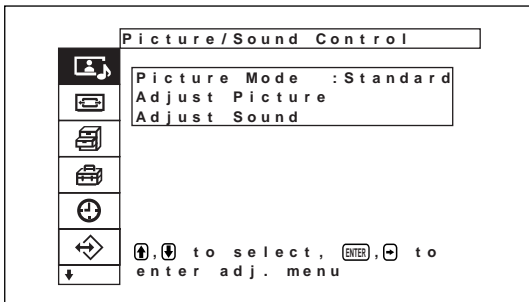 Picture/Sound Control
Picture Mode :Standard
Adjust Picture
Adjust Sound
↑,↓ to select, ENTER,→ to
enter adj. menu